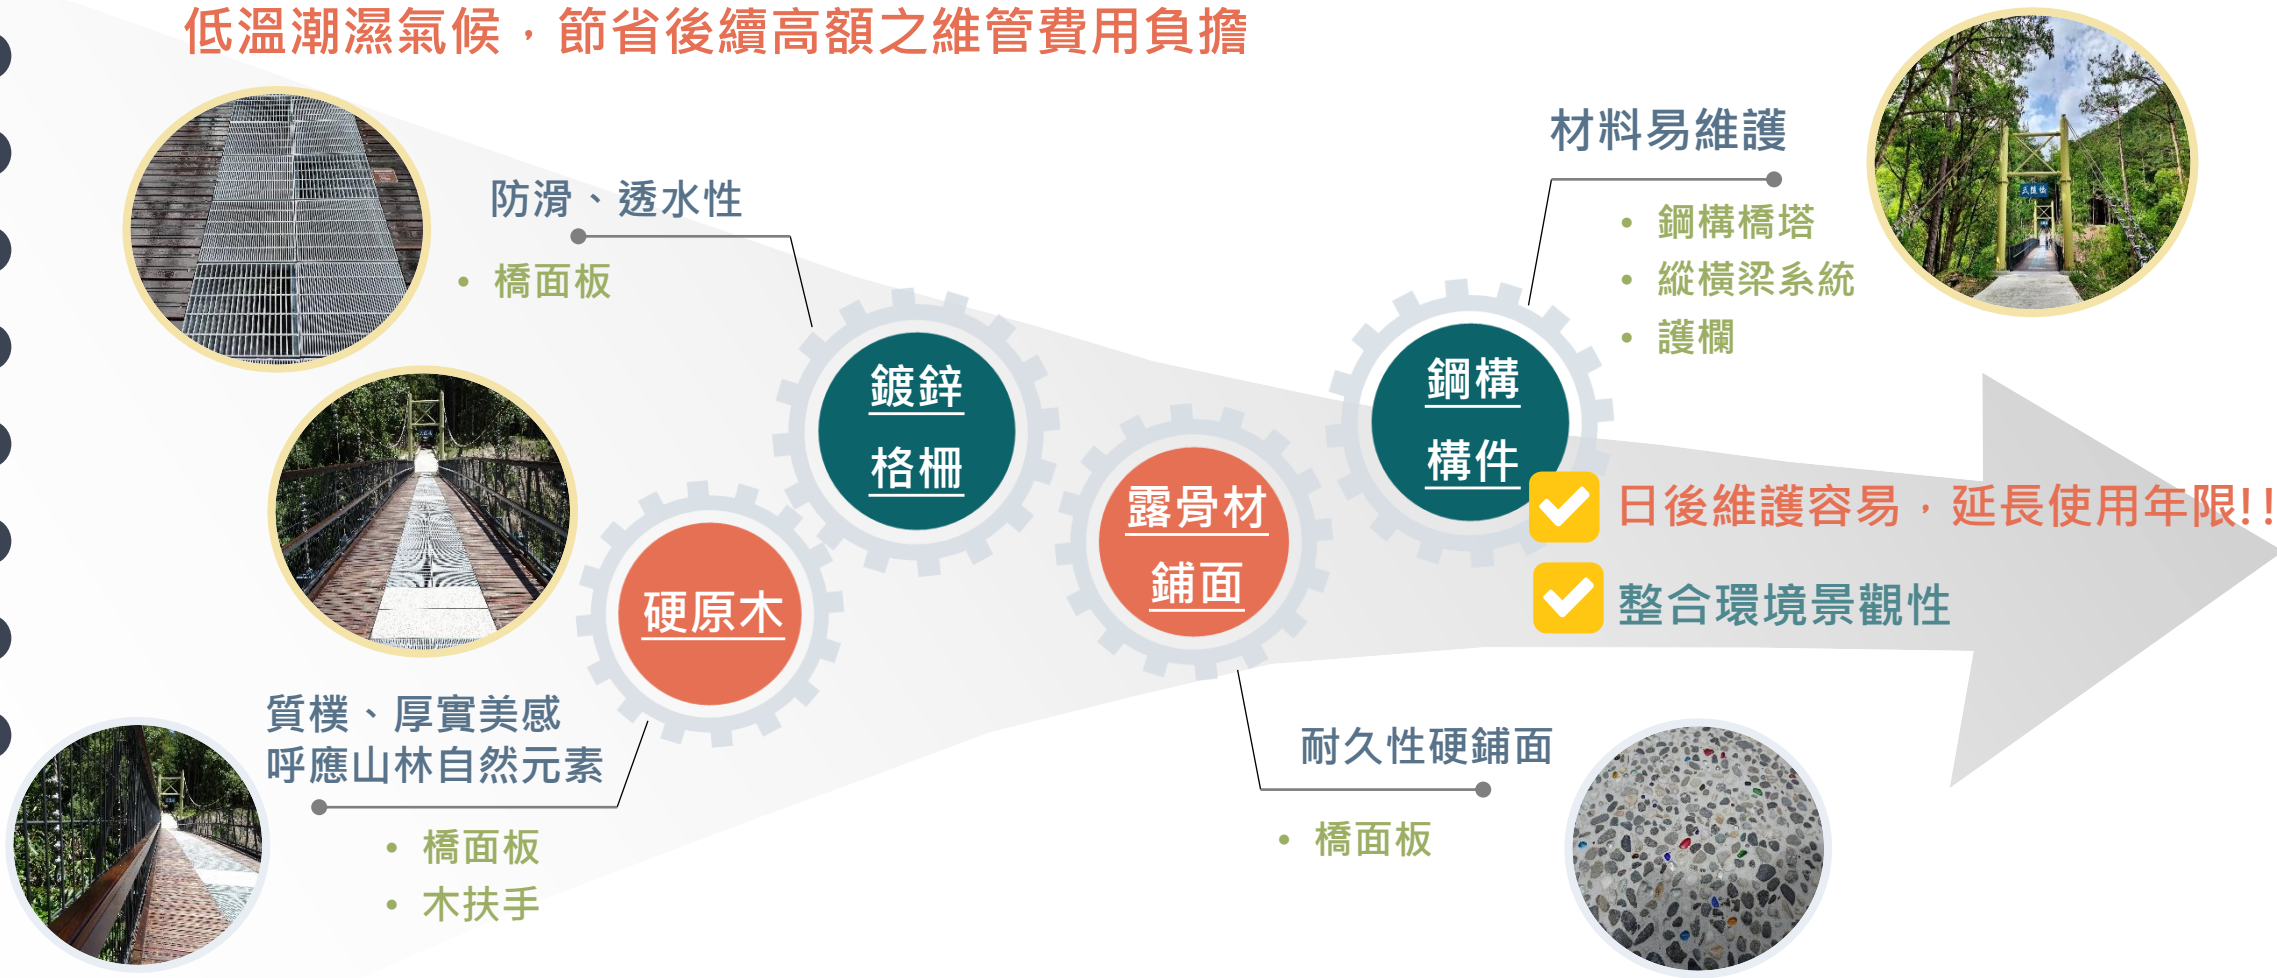 低溫潮濕氣候，節省後續高額之維管費用負擔
防滑、透水性
• 橋面板
材料易維護
• 鋼構橋塔
• 縱橫梁系統
• 護欄
鍍鋅
格柵
鋼構
構件
露骨材
鋪面
硬原木
日後維護容易，延長使用年限!!
整合環境景觀性
質樸、厚實美感
呼應山林自然元素
• 橋面板
• 木扶手
耐久性硬鋪面
• 橋面板